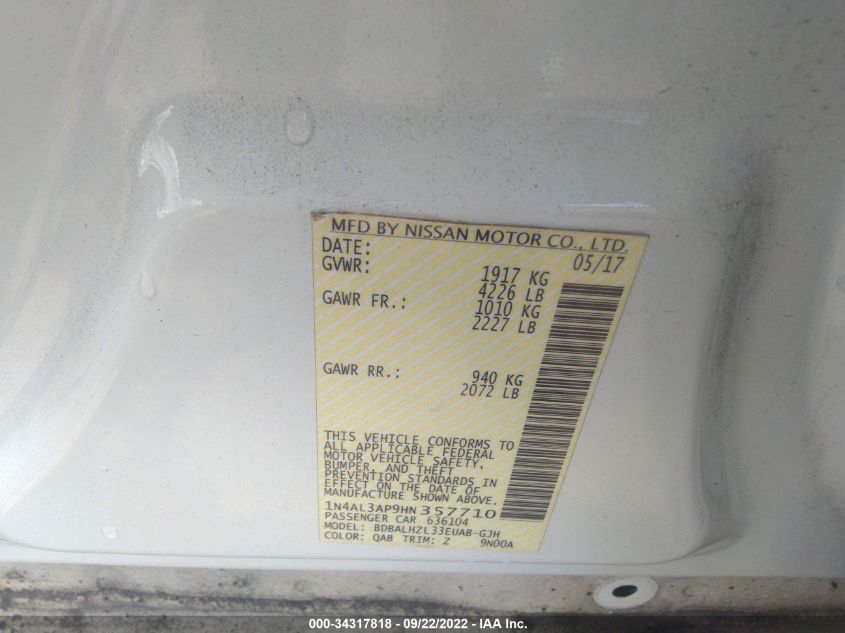 MFD BY NISSAN MOTOR CO., LTD.
DATE: 05/17
GVWR: 1917 KG
4226 LB
GAWR FR.: 1010 KG
2227 LB
GAWR RR.: 940 KG
2072 LB
THIS VEHICLE CONFORMS TO
ALL APPLICABLE FEDERAL
MOTOR VEHICLE SAFETY,
BUMPER, AND THEFT
PREVENTION STANDARDS IN
EFFECT ON THE DATE OF
MANUFACTURE SHOWN ABOVE.
1N4AL3AP9HN 357710
PASSENGER CAR 636104
MODEL: BDBALHZL33EUAB-GJH
COLOR: QAB TRIM: Z 9N00A
000-34317818 - 09/22/2022 - IAA Inc.